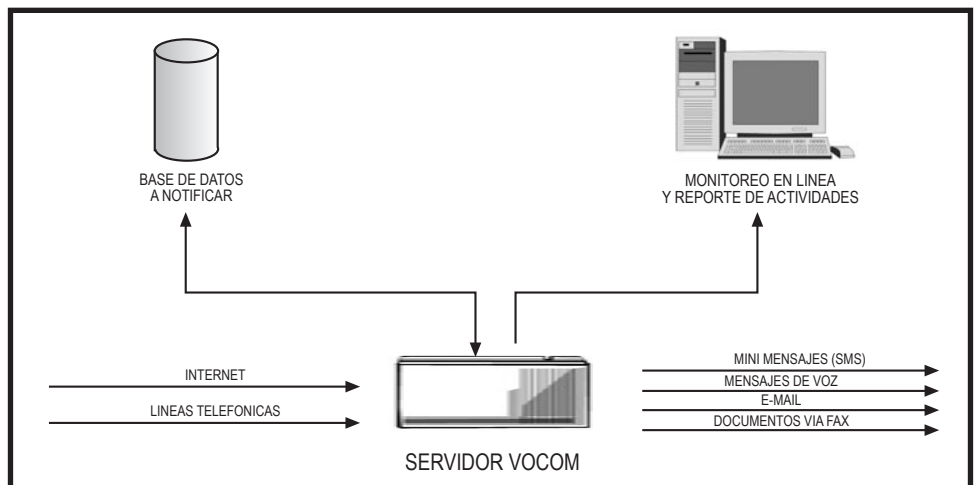 BASE DE DATOS
A NOTIFICAR
MONITOREO EN LINEA
Y REPORTE DE ACTIVIDADES
INTERNET
LINEAS TELEFONICAS
MINI MENSAJES (SMS)
MENSAJES DE VOZ
E-MAIL
DOCUMENTOS VIA FAX
SERVIDOR VOCOM